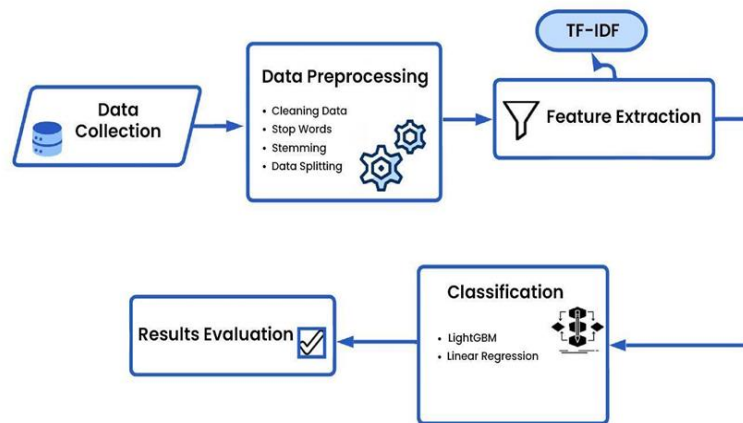 Data
Collection
Data Preprocessing
• Cleaning Data
• Stop Words
• Stemming
• Data Splitting
TF-IDF
Feature Extraction
Classification
• LightGBM
• Linear Regression
Results Evaluation